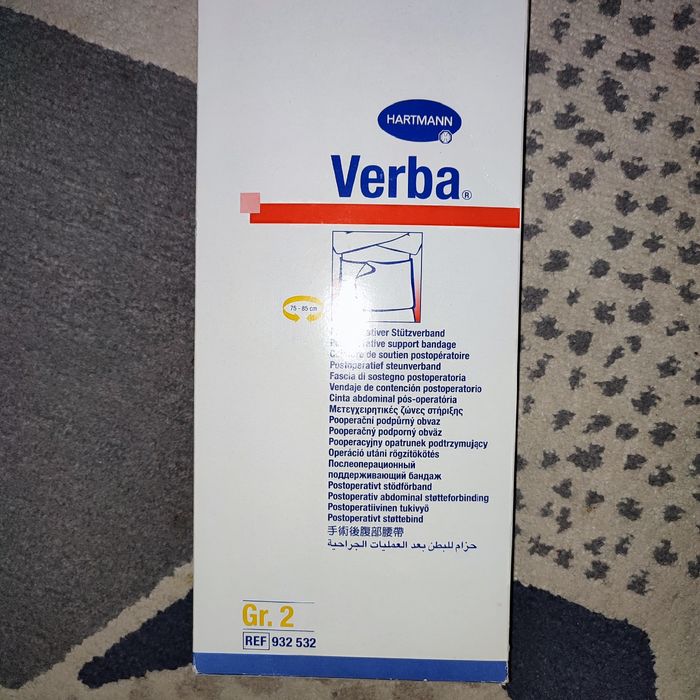 HARTMANN
Verba®
75 - 85 cm
Stützverband
support bandage
de soutien postopératoire
Postoperatief steunverband
Fascia di sostegno postoperatoria
Vendaje de contención postoperatorio
Cinta abdominal pós-operatória
Μετεγχειρητικές ζώνες στήριξης
Pooperační podpůrný obvaz
Pooperačný podporný obväz
Pooperacyjny opatrunek podtrzymujący
Operáció utáni rögzítőkötés
Послеоперационный
поддерживающий бандаж
Postoperativt stödförband
Postoperativ abdominal støtteforbinding
Postoperatiivinen tukivyö
Postoperativt støttebind
手術後腹部腰帶
حزام للبطن بعد العمليات الجراحية
Gr. 2
REF 932 532